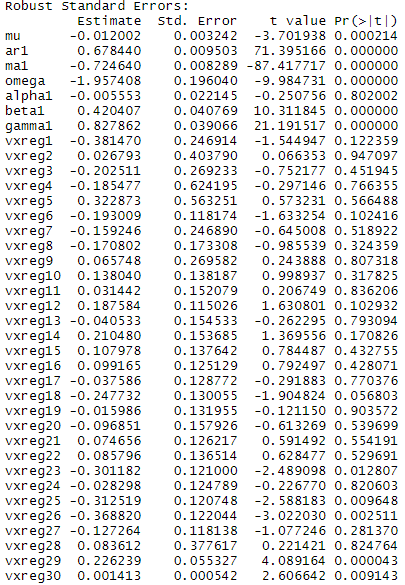 Robust Standard Errors:
Estimate Std. Error t value Pr(>|t|)
mu -0.012002 0.003242 -3.701938 0.000214
ar1 0.678440 0.009503 71.395166 0.000000
ma1 -0.724640 0.008289 -87.417717 0.000000
omega -1.957408 0.196040 -9.984731 0.000000
alpha1 -0.005553 0.022145 -0.250756 0.802002
beta1 0.420407 0.040769 10.311845 0.000000
gamma1 0.827862 0.039066 21.191517 0.000000
vxreg1 -0.381470 0.246914 -1.544947 0.122359
vxreg2 0.026793 0.403790 0.066353 0.947097
vxreg3 -0.202511 0.269233 -0.752177 0.451945
vxreg4 -0.185477 0.624195 -0.297146 0.766355
vxreg5 0.322873 0.563251 0.573231 0.566488
vxreg6 -0.193009 0.118174 -1.633254 0.102416
vxreg7 -0.159246 0.246890 -0.645008 0.518922
vxreg8 -0.170802 0.173308 -0.985539 0.324359
vxreg9 0.065748 0.269582 0.243888 0.807318
vxreg10 0.138040 0.138187 0.998937 0.317825
vxreg11 0.031442 0.152079 0.206749 0.836206
vxreg12 0.187584 0.115026 1.630801 0.102932
vxreg13 -0.040533 0.154533 -0.262295 0.793094
vxreg14 0.210480 0.153685 1.369556 0.170826
vxreg15 0.107978 0.137642 0.784487 0.432755
vxreg16 0.099165 0.125129 0.792497 0.428071
vxreg17 -0.037586 0.128772 -0.291883 0.770376
vxreg18 -0.247732 0.130055 -1.904824 0.056803
vxreg19 -0.015986 0.131955 -0.121150 0.903572
vxreg20 -0.096851 0.157926 -0.613269 0.539699
vxreg21 0.074656 0.126217 0.591492 0.554191
vxreg22 0.085796 0.136514 0.628477 0.529691
vxreg23 -0.301182 0.121000 -2.489098 0.012807
vxreg24 -0.028298 0.124789 -0.226770 0.820603
vxreg25 -0.312519 0.120748 -2.588183 0.009648
vxreg26 -0.368820 0.122044 -3.022030 0.002511
vxreg27 -0.127264 0.118138 -1.077246 0.281370
vxreg28 0.083612 0.377617 0.221421 0.824764
vxreg29 0.226239 0.055327 4.089164 0.000043
vxreg30 0.001413 0.000542 2.606642 0.009143